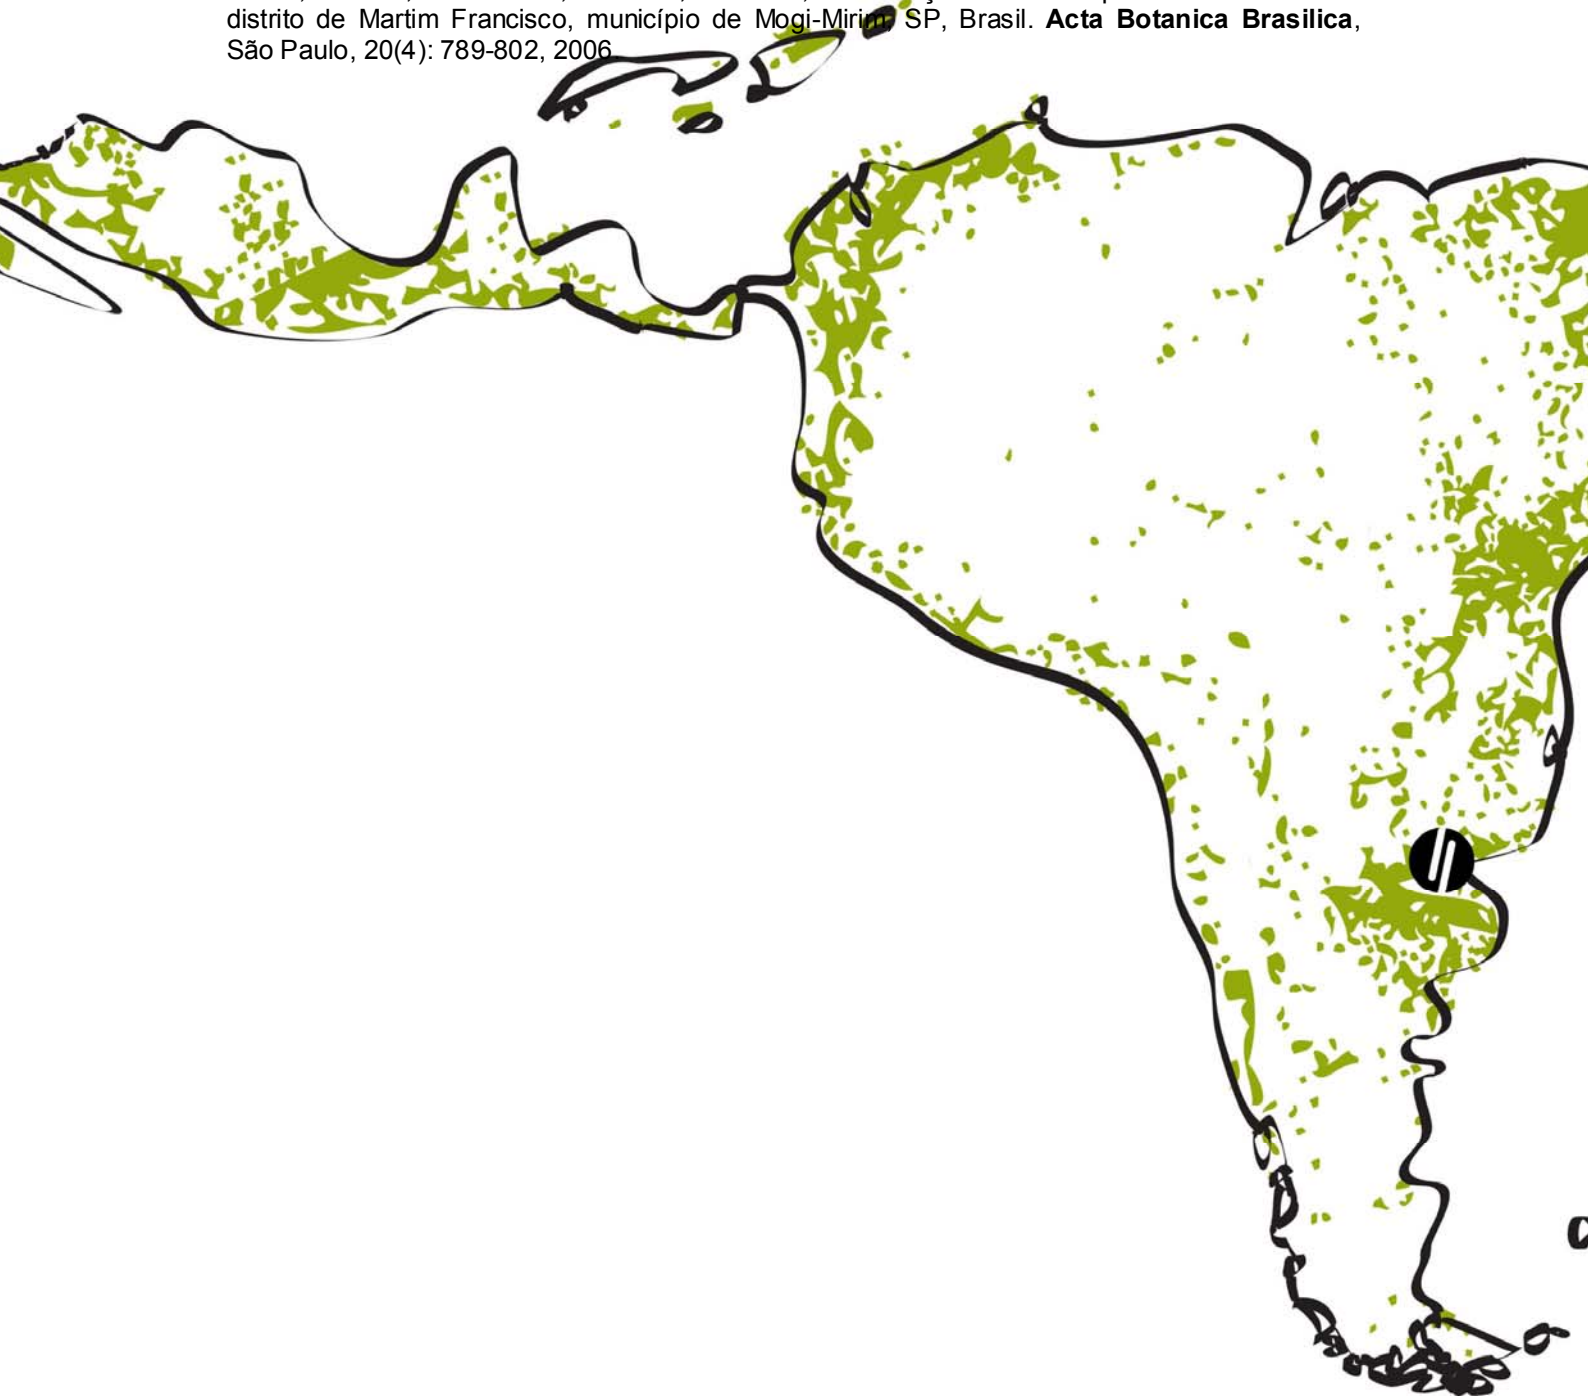 distrito de Martim Francisco, município de Mogi-Mirim, SP, Brasil. Acta Botanica Brasilica,
São Paulo, 20(4): 789-802, 2006.